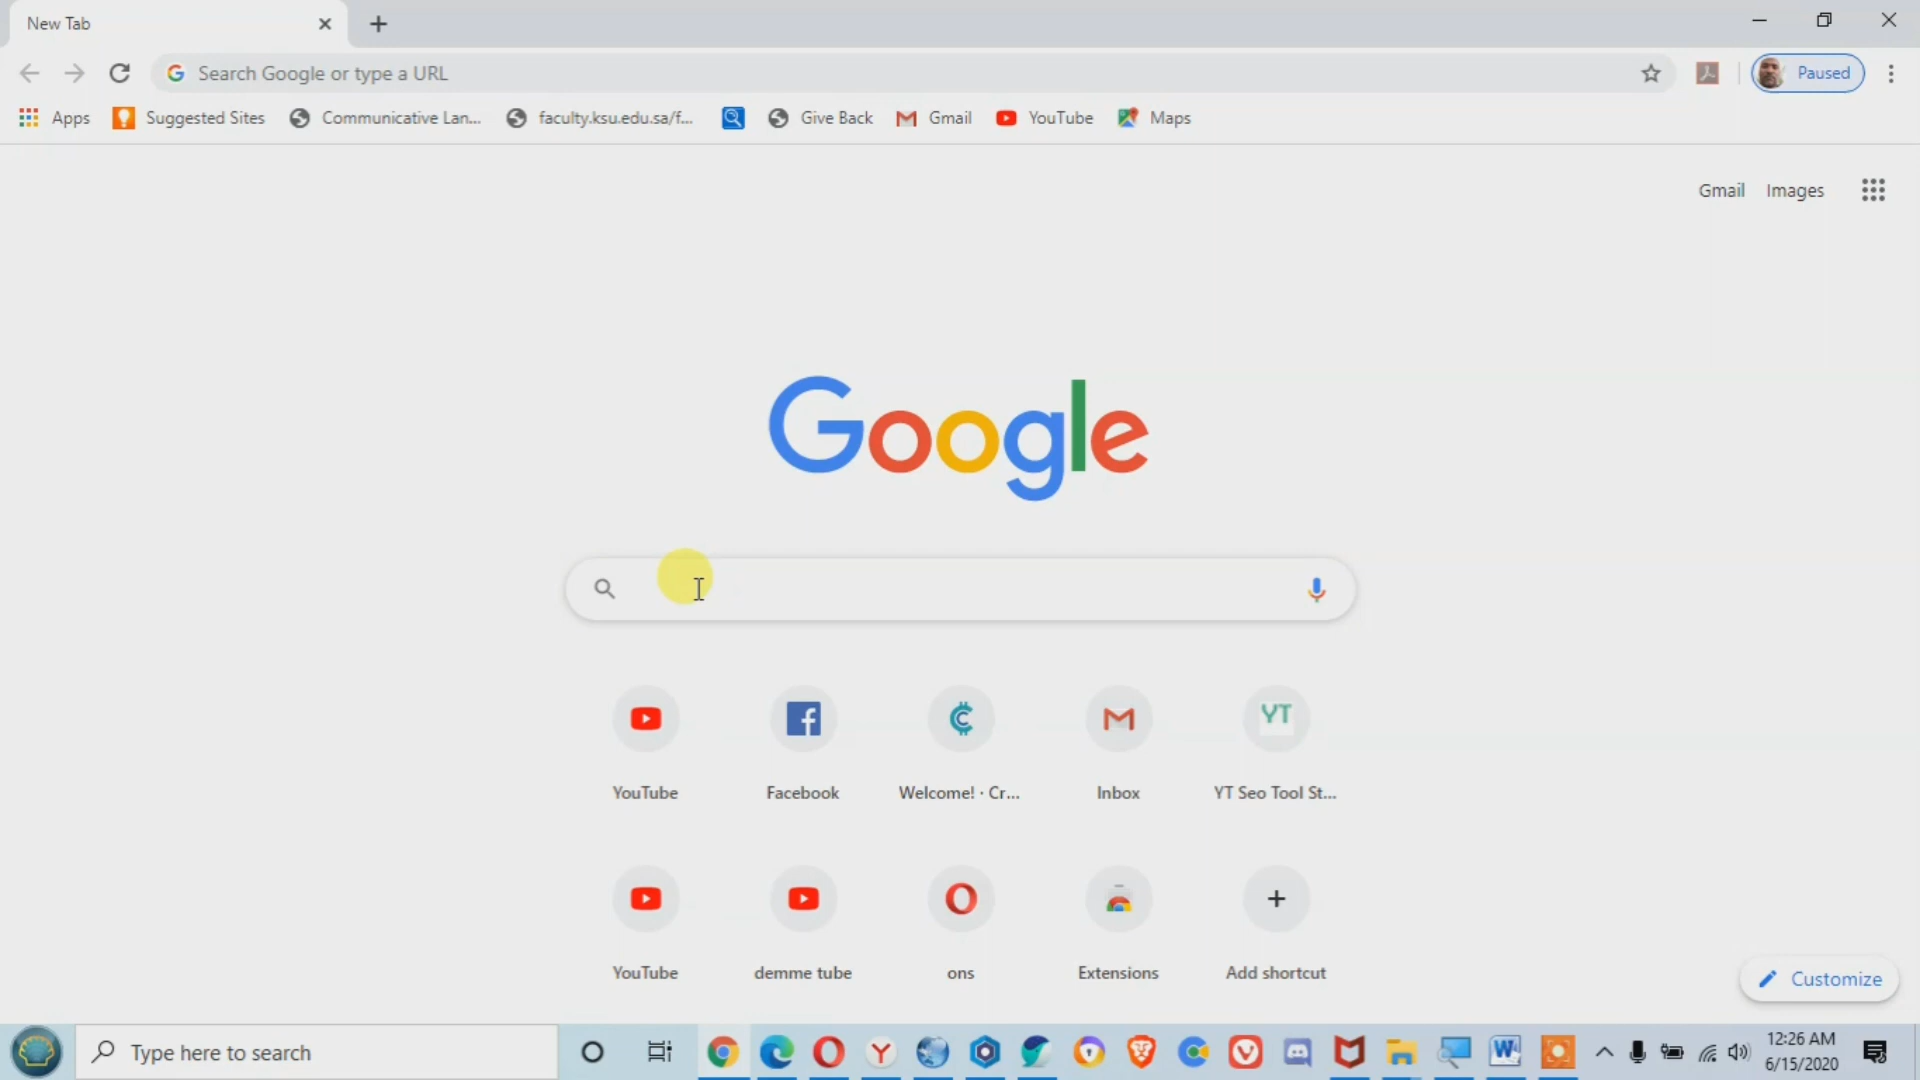 New Tab
Search Google or type a URL
Paused
Apps Suggested Sites Communicative Lan... faculty.ksu.edu.sa/f... Give Back Gmail YouTube Maps
Gmail Images
Google
YouTube Facebook Welcome! · Cr... Inbox YT Seo Tool St...
YT
YouTube demme tube ons Extensions Add shortcut
Customize
Type here to search
12:26 AM
6/15/2020